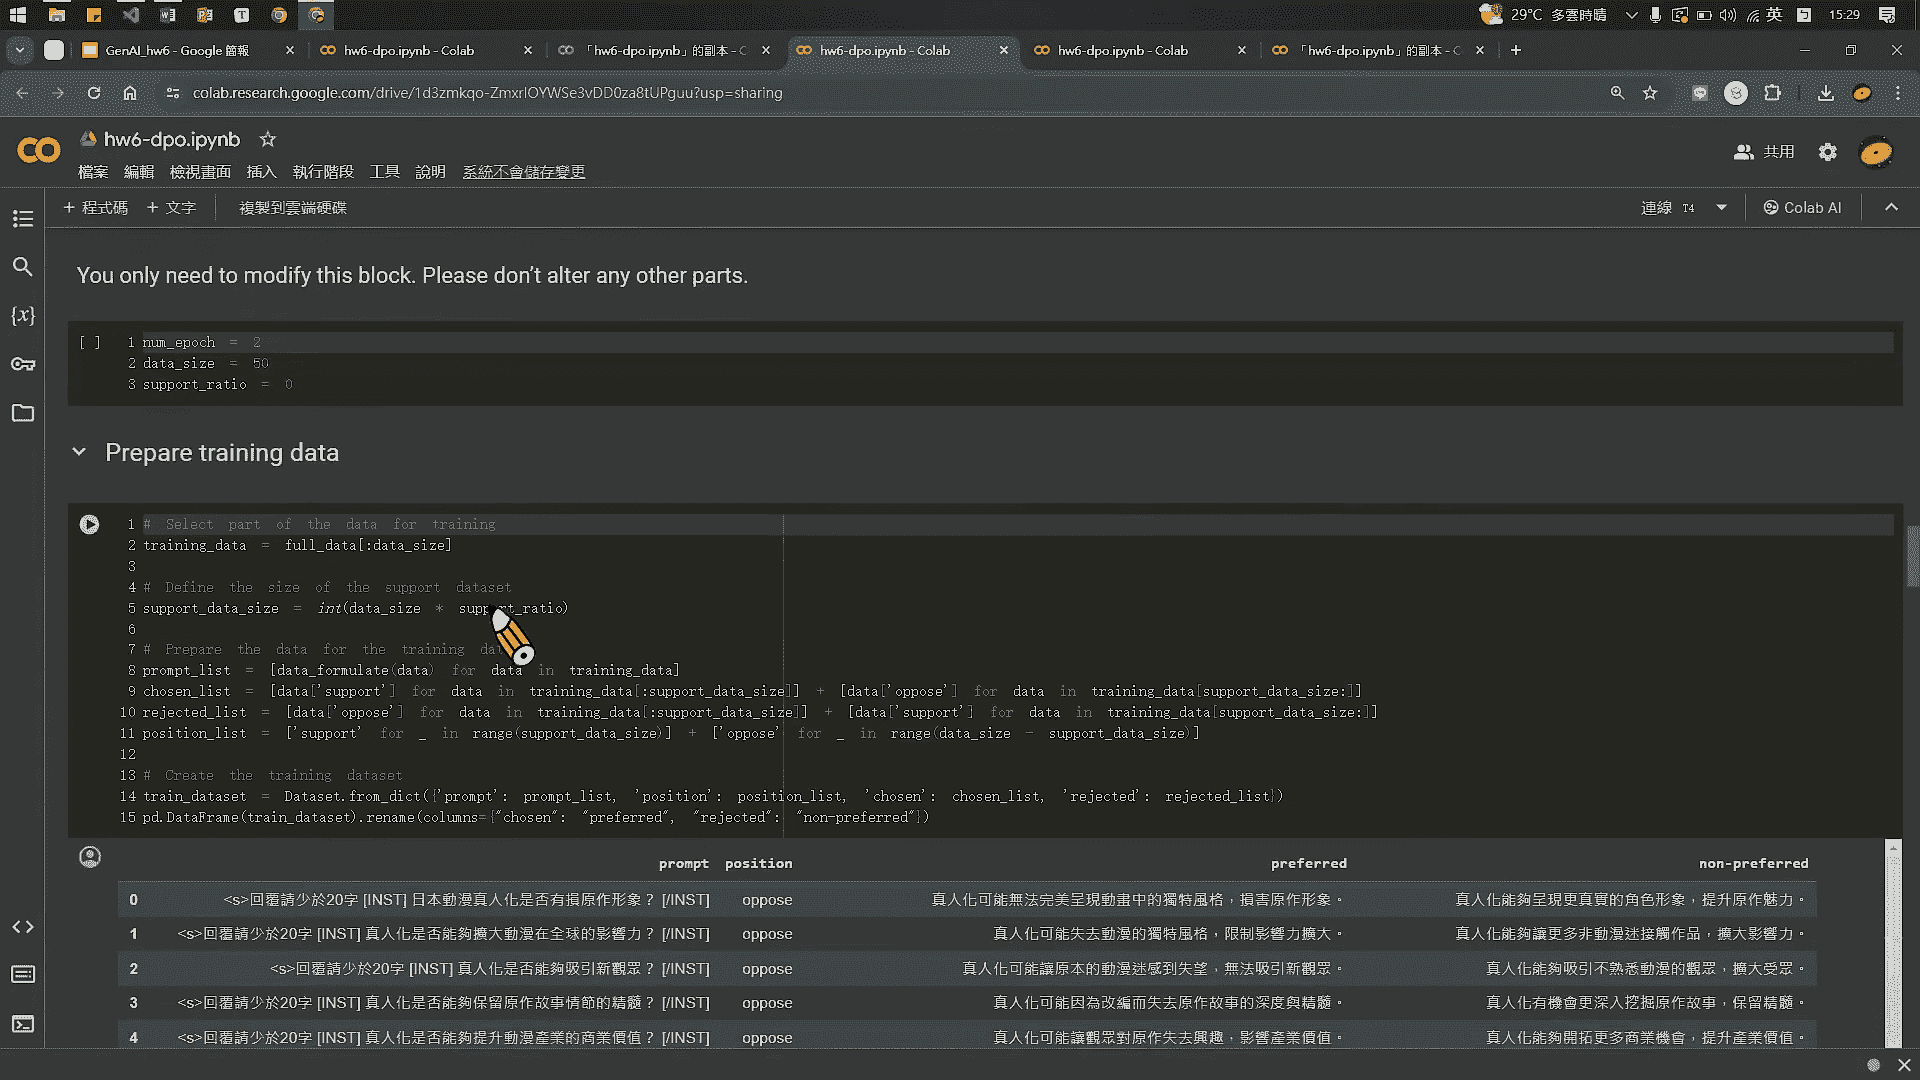 29°C 多雲時晴 英 15:29
GenAI_hw6 - Google 簡報
hw6-dpo.ipynb - Colab
「hw6-dpo.ipynb」的副本 - C
hw6-dpo.ipynb - Colab
hw6-dpo.ipynb - Colab
「hw6-dpo.ipynb」的副本 - C
colab.research.google.com/drive/1d3zmkqo-ZmxrIOYWSe3vDD0za8tUPguu?usp=sharing
hw6-dpo.ipynb
共用
檔案 編輯 檢視畫面 插入 執行階段 工具 說明 系統不會儲存變更
+ 程式碼 + 文字 複製到雲端硬碟 連線 T4 Colab AI
You only need to modify this block. Please don’t alter any other parts.
[ ] 1 num_epoch = 2
2 data_size = 50
3 support_ratio = 0
Prepare training data
1 # Select part of the data for training
2 training_data = full_data[:data_size]
3
4 # Define the size of the support dataset
5 support_data_size = int(data_size * support_ratio)
6
7 # Prepare the data for the training
8 prompt_list = [data_formulate(data) for data in training_data]
9 chosen_list = [data['support'] for data in training_data[:support_data_size]] + [data['oppose'] for data in training_data[support_data_size:]]
10 rejected_list = [data['oppose'] for data in training_data[:support_data_size]] + [data['support'] for data in training_data[support_data_size:]]
11 position_list = ['support' for _ in range(support_data_size)] + ['oppose' for _ in range(data_size - support_data_size)]
12
13 # Create the training dataset
14 train_dataset = Dataset.from_dict({'prompt': prompt_list, 'position': position_list, 'chosen': chosen_list, 'rejected': rejected_list})
15 pd.DataFrame(train_dataset).rename(columns={"chosen": "preferred", "rejected": "non-preferred"})
prompt position preferred non-preferred
0 <s>回覆請少於20字 [INST] 日本動漫真人化是否有損原作形象？ [/INST] oppose 真人化可能無法完美呈現動畫中的獨特風格，損害原作形象。 真人化能夠呈現更真實的角色形象，提升原作魅力。
1 <s>回覆請少於20字 [INST] 真人化是否能夠擴大動漫在全球的影響力？ [/INST] oppose 真人化可能失去動漫的獨特風格，限制影響力擴大。 真人化能夠讓更多非動漫迷接觸作品，擴大影響力。
2 <s>回覆請少於20字 [INST] 真人化是否能夠吸引新觀眾？ [/INST] oppose 真人化可能讓原本的動漫迷感到失望，無法吸引新觀眾。 真人化能夠吸引不熟悉動漫的觀眾，擴大受眾。
3 <s>回覆請少於20字 [INST] 真人化是否能夠保留原作故事情節的精髓？ [/INST] oppose 真人化可能因為改編而失去原作故事的深度與精髓。 真人化有機會更深入挖掘原作故事，保留精髓。
4 <s>回覆請少於20字 [INST] 真人化是否能夠提升動漫產業的商業價值？ [/INST] oppose 真人化可能讓觀眾對原作失去興趣，影響產業價值。 真人化能夠開拓更多商業機會，提升產業價值。